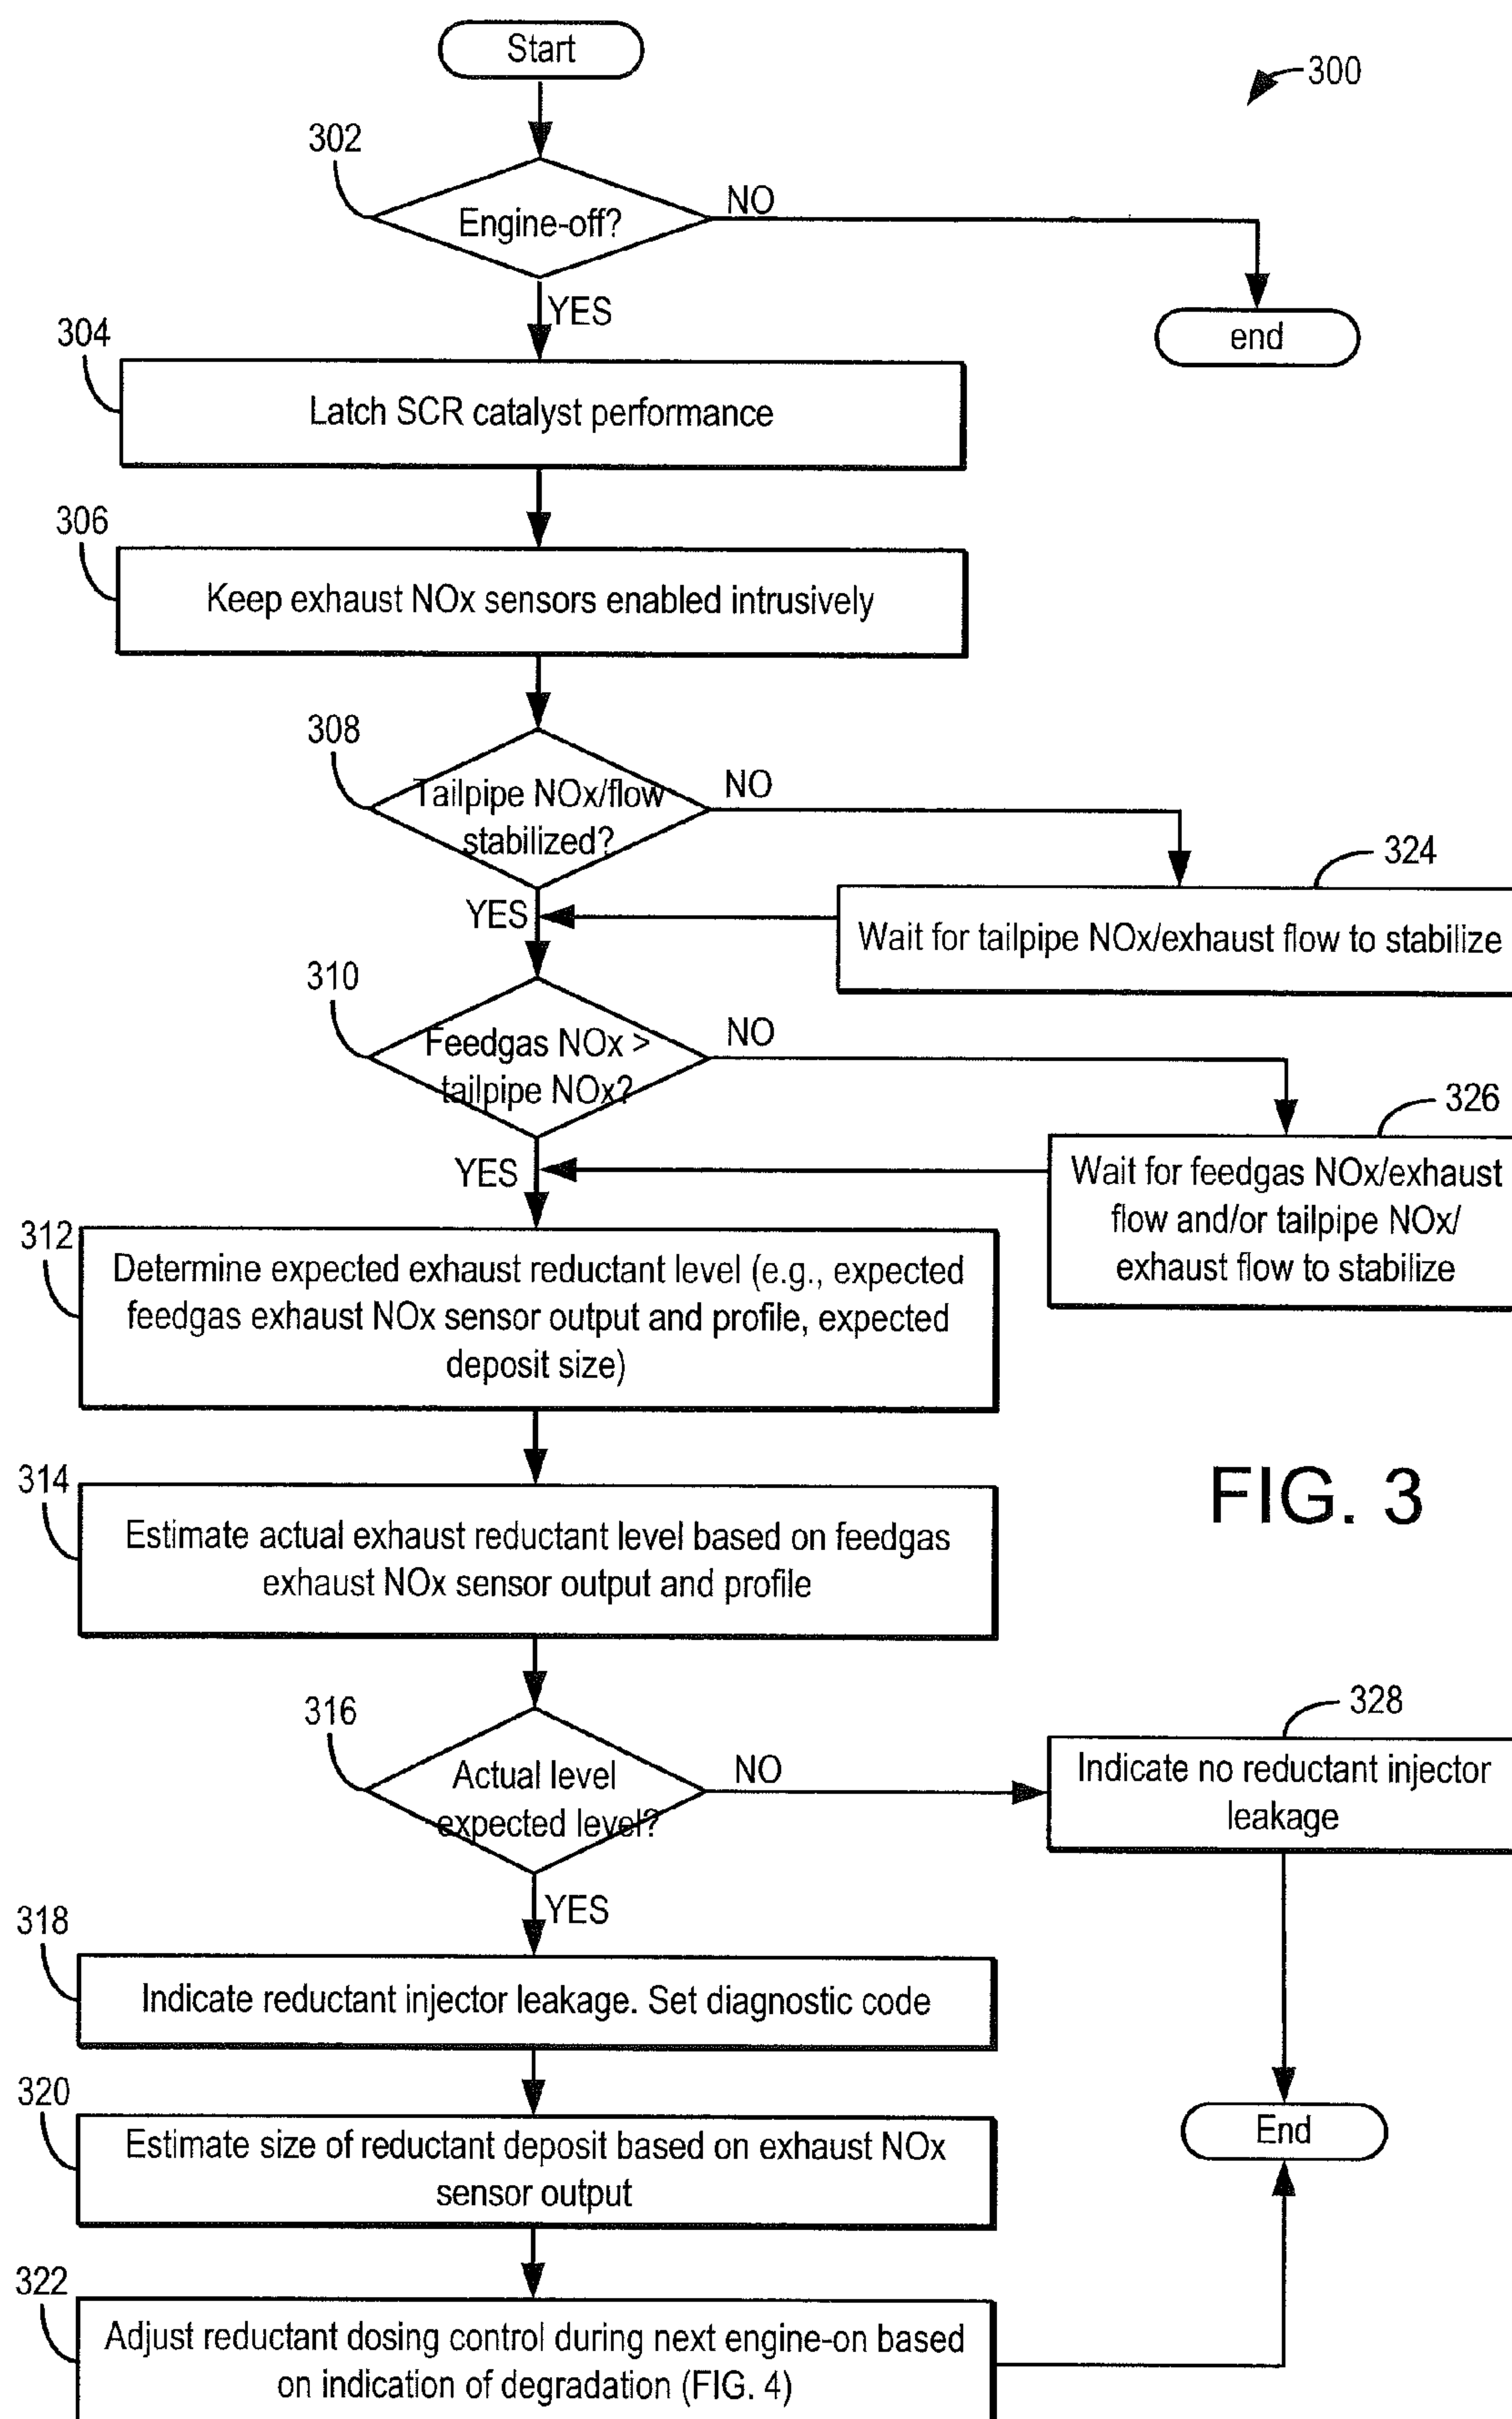 Start
300
302
Engine-off?
NO
YES
end
304
Latch SCR catalyst performance
306
Keep exhaust NOx sensors enabled intrusively
308
Tailpipe NOx/flow
stabilized?
NO
324
YES
Wait for tailpipe NOx/exhaust flow to stabilize
310
Feedgas NOx >
tailpipe NOx?
NO
326
YES
Wait for feedgas NOx/exhaust
flow and/or tailpipe NOx/
exhaust flow to stabilize
312
Determine expected exhaust reductant level (e.g., expected
feedgas exhaust NOx sensor output and profile, expected
deposit size)
314
Estimate actual exhaust reductant level based on feedgas
exhaust NOx sensor output and profile
FIG. 3
316
Actual level
expected level?
NO
328
Indicate no reductant injector
leakage
YES
318
Indicate reductant injector leakage. Set diagnostic code
320
Estimate size of reductant deposit based on exhaust NOx
sensor output
End
322
Adjust reductant dosing control during next engine-on based
on indication of degradation (FIG. 4)